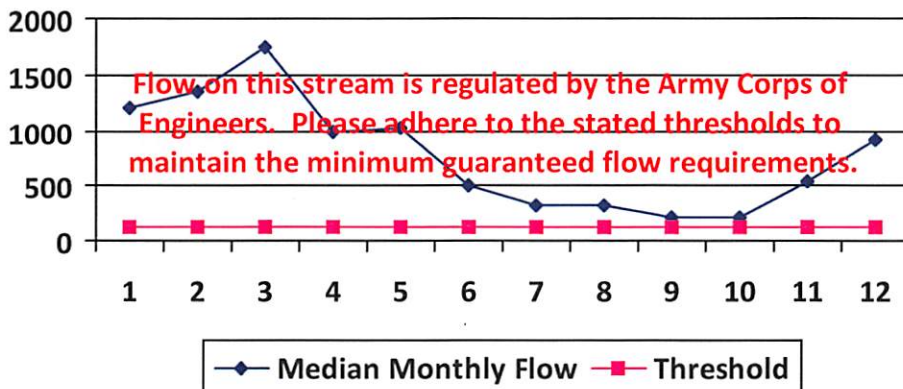 2000
1500
1000
500
0
Flow on this stream is regulated by the Army Corps of
Engineers. Please adhere to the stated thresholds to
maintain the minimum guaranteed flow requirements.
1 2 3 4 5 6 7 8 9 10 11 12
Median Monthly Flow Threshold